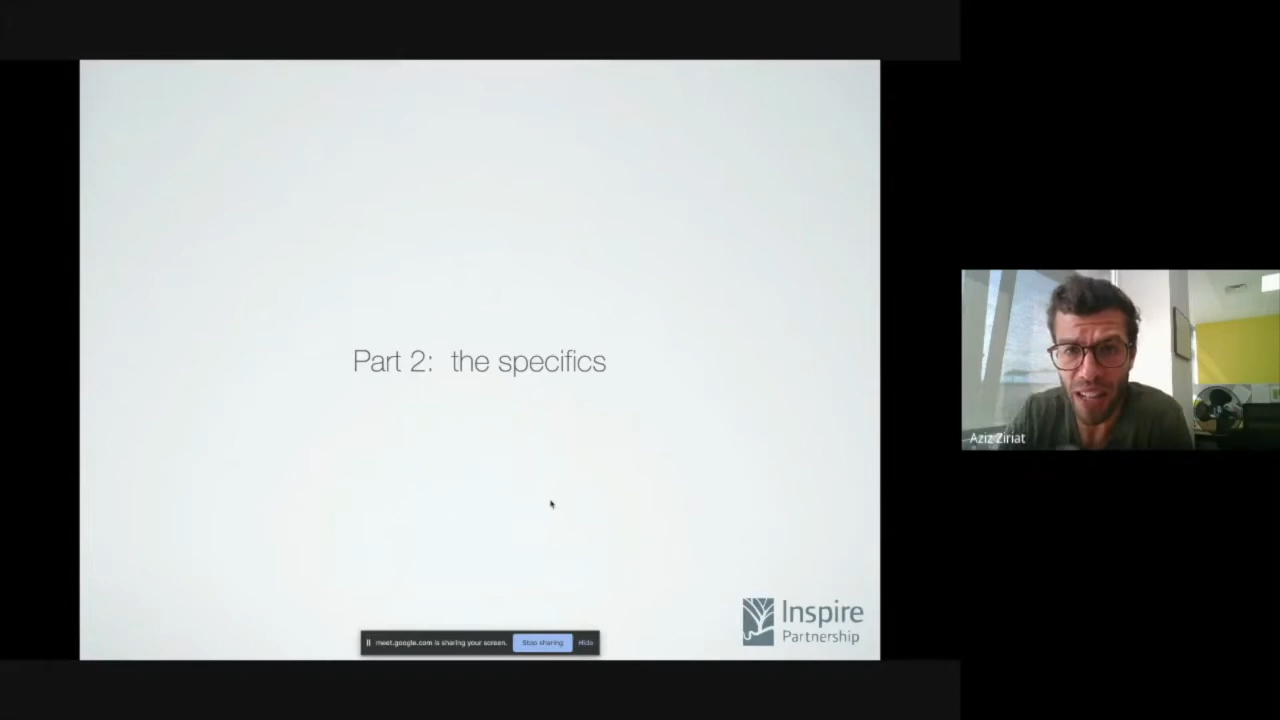 Part 2: the specifics
Aziz Ziriat
Inspire
Partnership
meet.google.com is sharing your screen. Stop sharing Hide